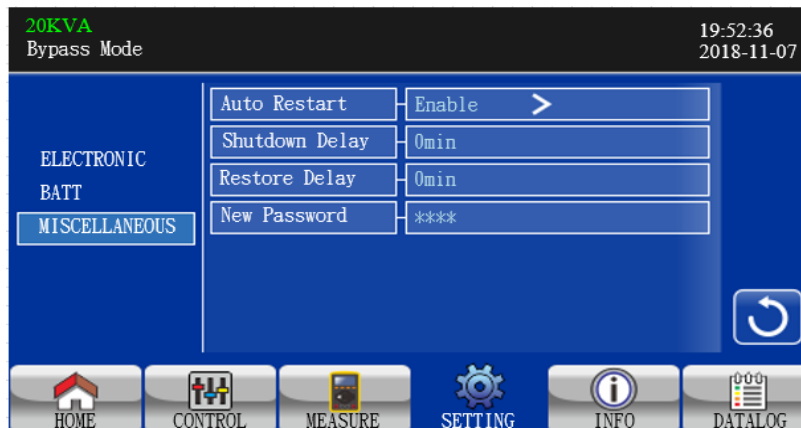 20KVA
Bypass Mode
19:52:36
2018-11-07
ELECTRONIC
BATT
MISCELLANEOUS
Auto Restart Enable >
Shutdown Delay 0min
Restore Delay 0min
New Password ****
HOME CONTROL MEASURE SETTING INFO DATALOG